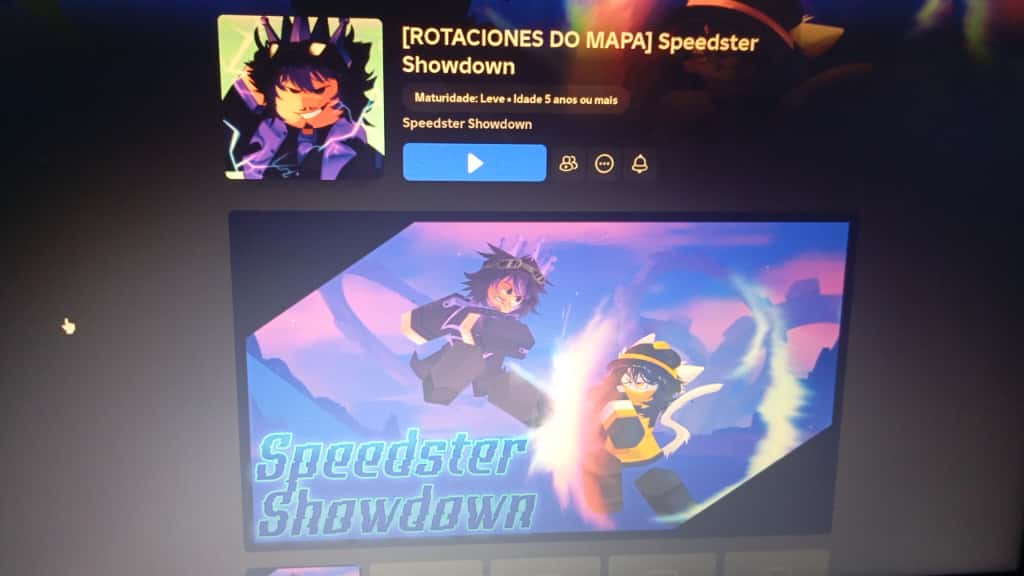 [ROTACIONES DO MAPA] Speedster
Showdown
Maturidade: Leve • Idade 5 anos ou mais
Speedster Showdown
Speedster
Showdown